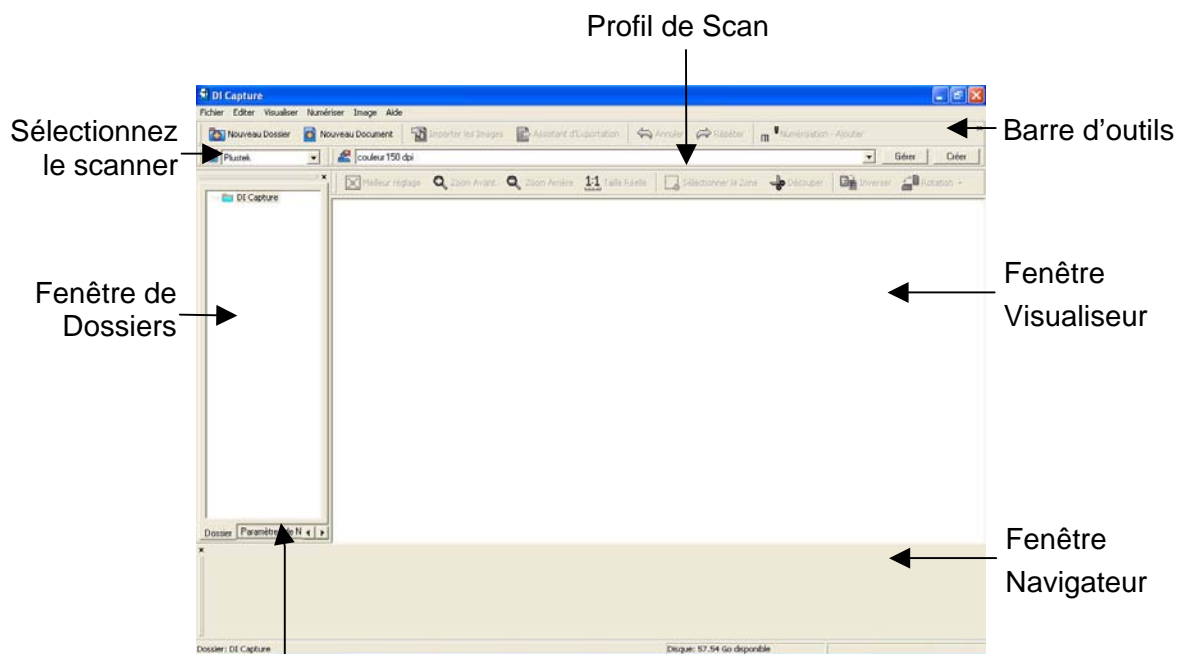 Profil de Scan
DI Capture
Fichier Editer Visualiser Numériser Image Aide
Sélectionnez
le scanner
Nouveau Dossier Nouveau Document Importer les Images Assistant d'Exportation Annuler Répéter m Numérisation - Ajouter
Barre d'outils
Plustek couleur 150 dpi Gérer Créer
Meilleur réglage Zoom Avant Zoom Arrière 1:1 Taille Réelle Sélectionner la Zone Découper Inverser Rotation
DI Capture
Fenêtre de
Dossiers
Fenêtre
Visualiseur
Dossier Paramètre de N
Fenêtre
Navigateur
Dossier: DI Capture Disque: 57.54 Go disponible